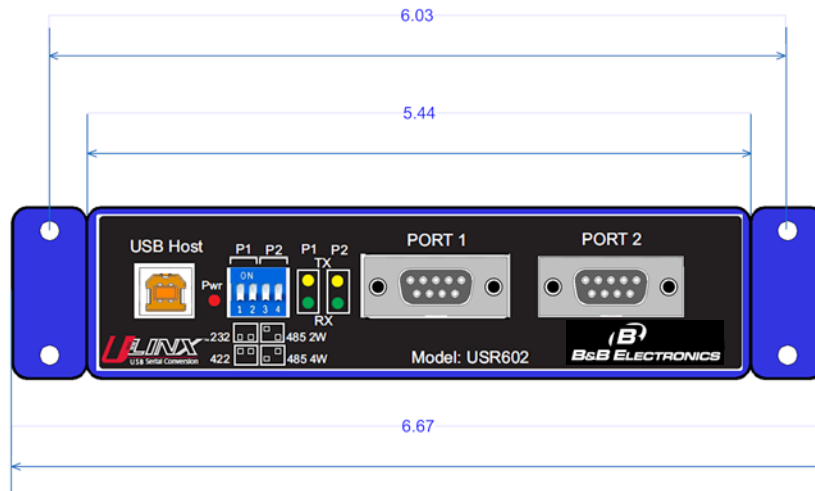 6.03
5.44
USB Host
P1 P2
P1 P2
PORT 1
PORT 2
TX
ON
Pwr
1 2 3 4
RX
232
485 2W
422
485 4W
ULINX™
USB Serial Conversion
Model: USR602
B
B&B ELECTRONICS
6.67